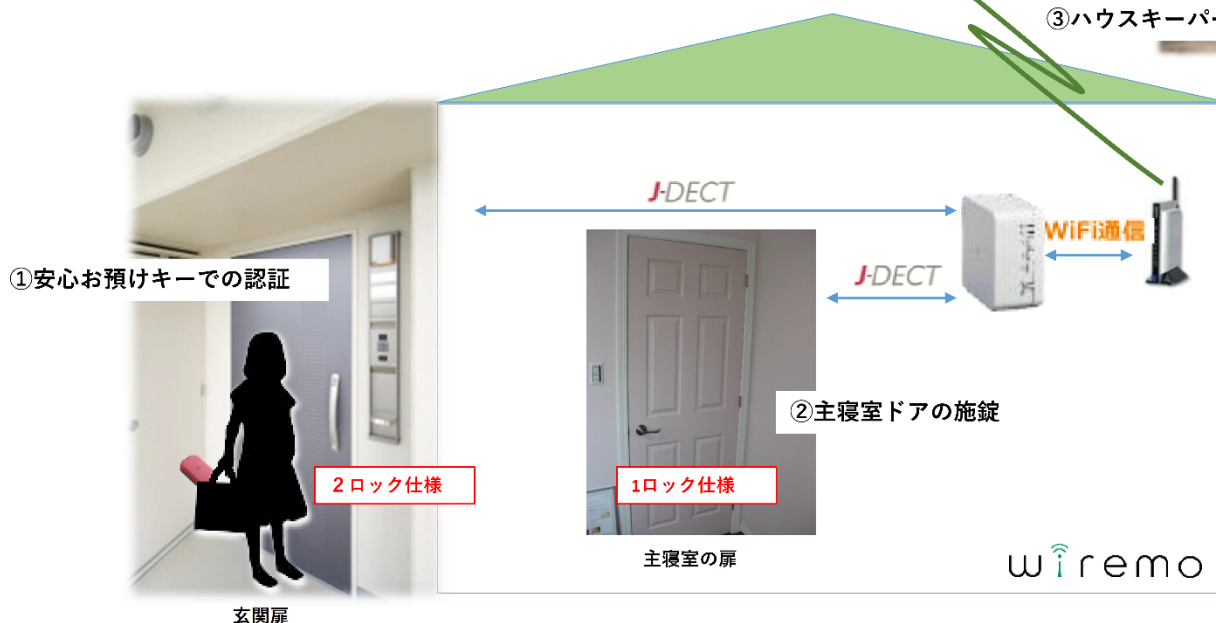 ③ハウスキーパー
J-DECT
WiFi通信
①安心お預けキーでの認証
J-DECT
②主寝室ドアの施錠
2ロック仕様
1ロック仕様
主寝室の扉
wiremo
玄関扉